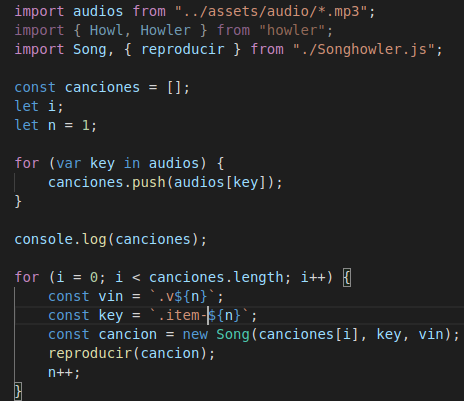 import audios from "../assets/audio/*.mp3";
import { Howl, Howler } from "howler";
import Song, { reproducir } from "./Songhowler.js";

const canciones = [];
let i;
let n = 1;

for (var key in audios) {
    canciones.push(audios[key]);
}

console.log(canciones);

for (i = 0; i < canciones.length; i++) {
    const vin = `.v${n}`;
    const key = `.item-${n}`;
    const cancion = new Song(canciones[i], key, vin);
    reproducir(cancion);
    n++;
}